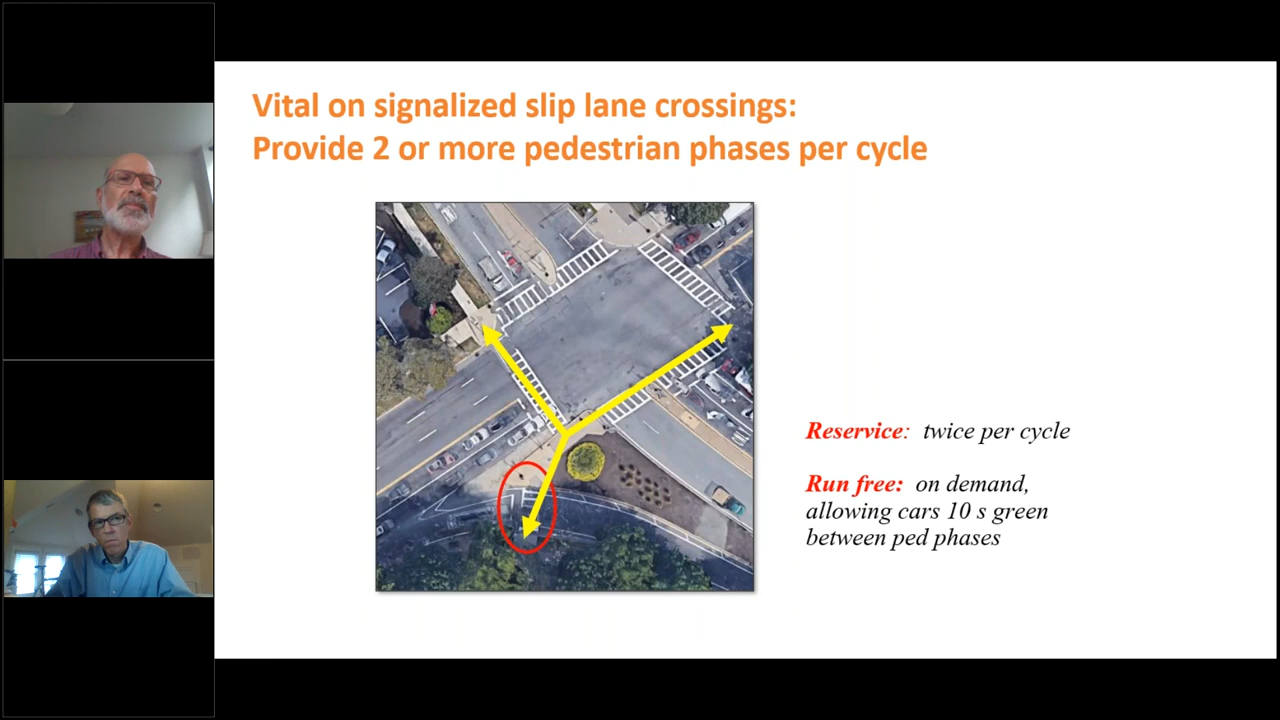 Vital on signalized slip lane crossings:
Provide 2 or more pedestrian phases per cycle
Reservice: twice per cycle
Run free: on demand,
allowing cars 10 s green
between ped phases